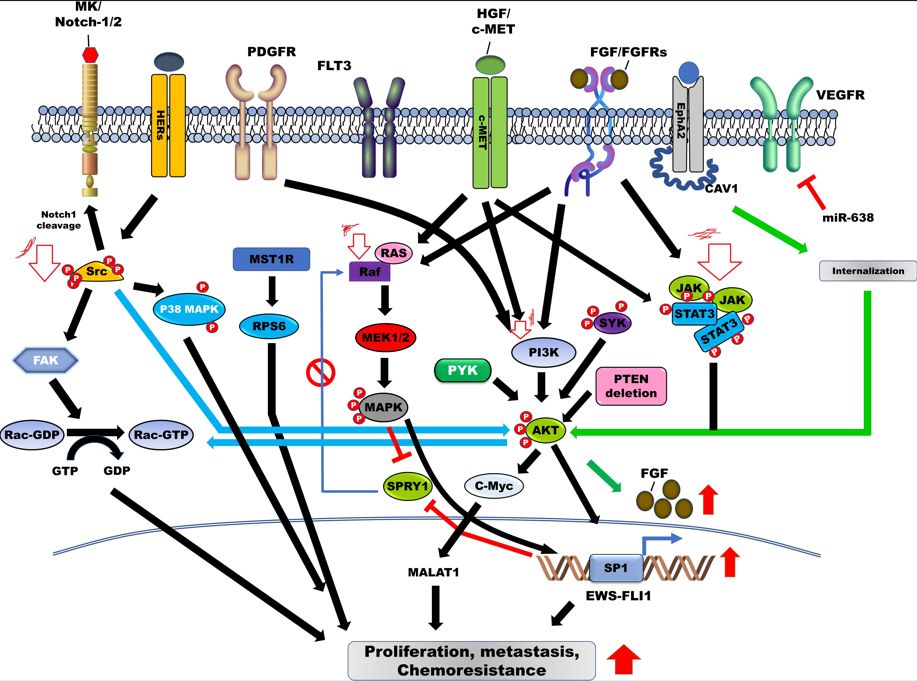 MK/
Notch-1/2
HGF/
c-MET
PDGFR
FLT3
FGF/FGFRs
VEGFR
HERs
c-MET
EphA2
CAV1
miR-638
Notch1
cleavage
Internalization
P
P
P
P
P
Src
MST1R
RAS
Raf
JAK
JAK
P
P
STAT3
P
P
STAT3
P
P
P
P38 MAPK
P
P
RPS6
MEK1/2
P
P
P
SYK
PI3K
FAK
PYK
PTEN
deletion
P
P
P
MAPK
P
P
P
AKT
Rac-GDP
Rac-GTP
GTP
GDP
SPRY1
C-Myc
FGF
MALAT1
SP1
EWS-FLI1
Proliferation, metastasis,
Chemoresistance